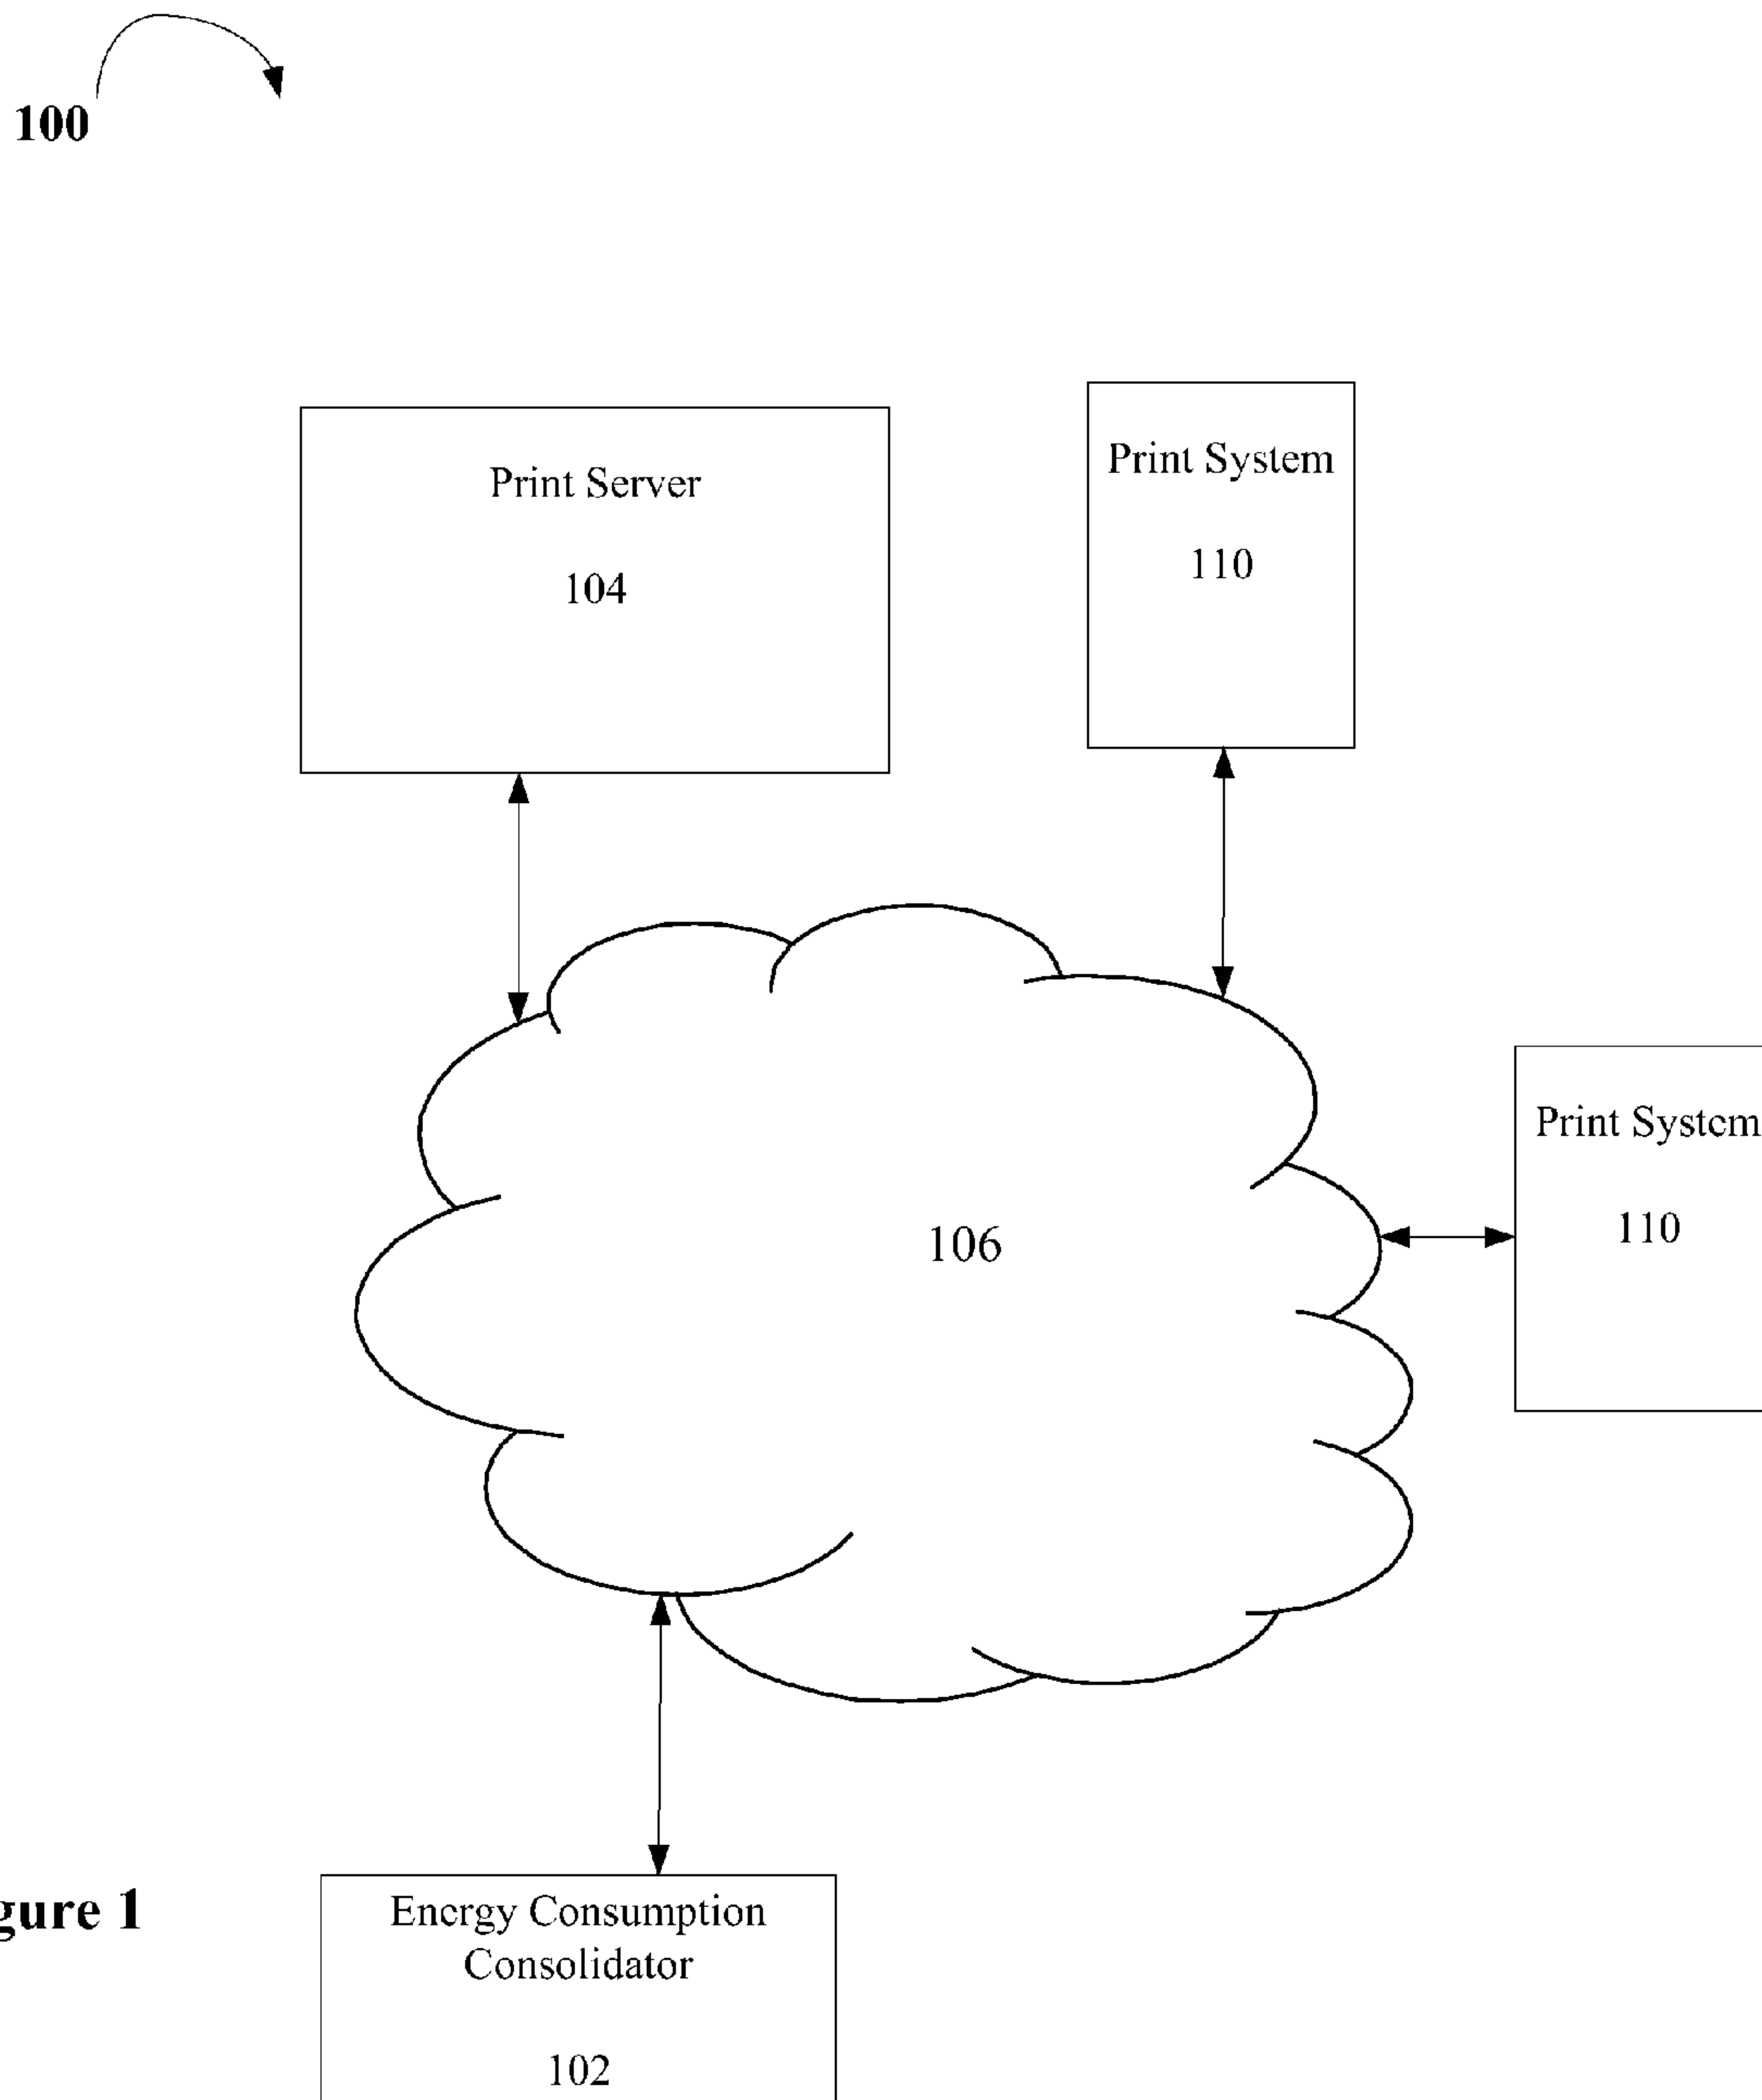 100
Print Server
104
Print System
110
Print System
110
106
gure 1
Energy Consumption
Consolidator
102